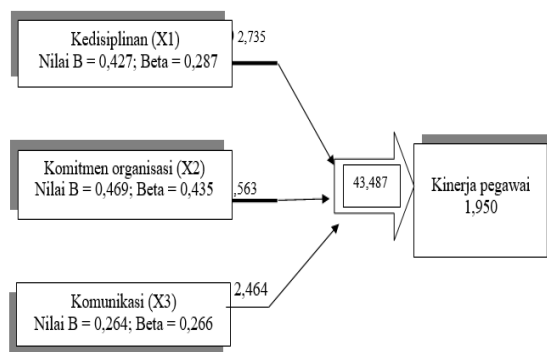 Kedisiplinan (X1)
Nilai B = 0,427; Beta = 0,287
2,735
Komitmen organisasi (X2)
Nilai B = 0,469; Beta = 0,435
,563
43,487
Kinerja pegawai
1,950
Komunikasi (X3)
Nilai B = 0,264; Beta = 0,266
2,464